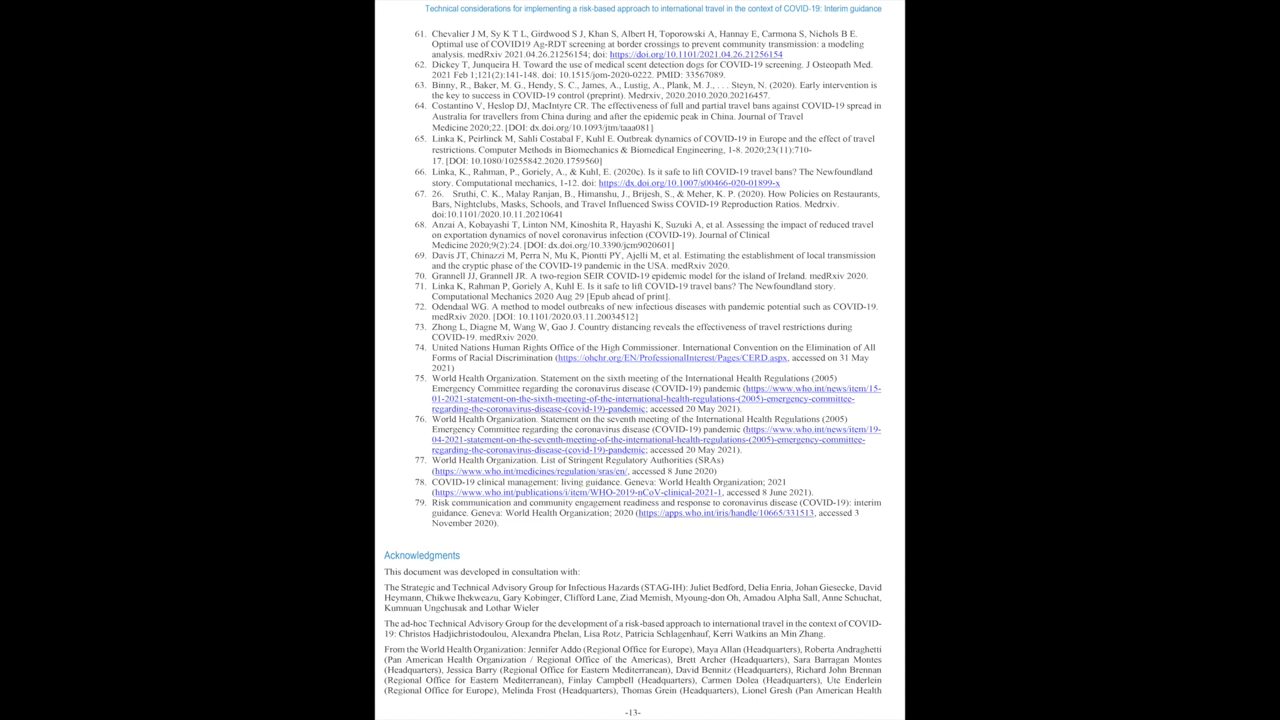 Technical considerations for implementing a risk-based approach to international travel in the context of COVID-19: Interim guidance
61. Chevalier J M, Sy K T L, Girdwood S J, Khan S, Albert H, Toporowski A, Hannay E, Carmona S, Nichols B E.
Optimal use of COVID19 Ag-RDT screening at border crossings to prevent community transmission: a modeling
analysis. medRxiv 2021.04.26.21256154; doi: https://doi.org/10.1101/2021.04.26.21256154
62. Dickey T, Junqueira H. Toward the use of medical scent detection dogs for COVID-19 screening. J Osteopath Med.
2021 Feb 1;121(2):141-148. doi: 10.1515/jom-2020-0222. PMID: 33567089.
63. Binny, R., Baker, M. G., Hendy, S. C., James, A., Lustig, A., Plank, M. J., . . . Steyn, N. (2020). Early intervention is
the key to success in COVID-19 control (preprint). Medrxiv, 2020.2010.2020.20216457.
64. Costantino V, Heslop DJ, MacIntyre CR. The effectiveness of full and partial travel bans against COVID-19 spread in
Australia for travellers from China during and after the epidemic peak in China. Journal of Travel
Medicine 2020;22. [DOI: dx.doi.org/10.1093/jtm/taaa081]
65. Linka K, Peirlinck M, Sahli Costabal F, Kuhl E. Outbreak dynamics of COVID-19 in Europe and the effect of travel
restrictions. Computer Methods in Biomechanics & Biomedical Engineering, 1-8. 2020;23(11):710-
17. [DOI: 10.1080/10255842.2020.1759560]
66. Linka, K., Rahman, P., Goriely, A., & Kuhl, E. (2020c). Is it safe to lift COVID-19 travel bans? The Newfoundland
story. Computational mechanics, 1-12. doi: https://dx.doi.org/10.1007/s00466-020-01899-x
67. 26. Sruthi, C. K., Malay Ranjan, B., Himanshu, J., Brijesh, S., & Mcher, K. P. (2020). How Policies on Restaurants,
Bars, Nightclubs, Masks, Schools, and Travel Influenced Swiss COVID-19 Reproduction Ratios. Medrxiv.
doi:10.1101/2020.10.11.20210641
68. Anzai A, Kobayashi T, Linton NM, Kinoshita R, Hayashi K, Suzuki A, et al. Assessing the impact of reduced travel
on exportation dynamics of novel coronavirus infection (COVID-19). Journal of Clinical
Medicine 2020;9(2):24. [DOI: dx.doi.org/10.3390/jcm9020601]
69. Davis JT, Chinazzi M, Perra N, Mu K, Piontti PY, Ajelli M, et al. Estimating the establishment of local transmission
and the cryptic phase of the COVID-19 pandemic in the USA. medRxiv 2020.
70. Grannell JJ, Grannell JR. A two-region SEIR COVID-19 epidemic model for the island of Ireland. medRxiv 2020.
71. Linka K, Rahman P, Goriely A, Kuhl E. Is it safe to lift COVID-19 travel bans? The Newfoundland story.
Computational Mechanics 2020 Aug 29 [Epub ahead of print].
72. Odendaal WG. A method to model outbreaks of new infectious diseases with pandemic potential such as COVID-19.
medRxiv 2020. [DOI: 10.1101/2020.03.11.20034512]
73. Zhong L, Diagne M, Wang W, Gao J. Country distancing reveals the effectiveness of travel restrictions during
COVID-19. medRxiv 2020.
74. United Nations Human Rights Office of the High Commissioner. International Convention on the Elimination of All
Forms of Racial Discrimination (https://ohchr.org/EN/ProfessionalInterest/Pages/CERD.aspx, accessed on 31 May
2021)
75. World Health Organization. Statement on the sixth meeting of the International Health Regulations (2005)
Emergency Committee regarding the coronavirus disease (COVID-19) pandemic (https://www.who.int/news/item/15-
01-2021-statement-on-the-sixth-meeting-of-the-international-health-regulations-(2005)-emergency-committee-
regarding-the-coronavirus-disease-(covid-19)-pandemic; accessed 20 May 2021).
76. World Health Organization. Statement on the seventh meeting of the International Health Regulations (2005)
Emergency Committee regarding the coronavirus disease (COVID-19) pandemic (https://www.who.int/news/item/19-
04-2021-statement-on-the-seventh-meeting-of-the-international-health-regulations-(2005)-emergency-committee-
regarding-the-coronavirus-disease-(covid-19)-pandemic; accessed 20 May 2021).
77. World Health Organization. List of Stringent Regulatory Authorities (SRAs)
(https://www.who.int/medicines/regulation/sras/en/, accessed 8 June 2020)
78. COVID-19 clinical management: living guidance. Geneva: World Health Organization; 2021
(https://www.who.int/publications/i/item/WHO-2019-nCoV-clinical-2021-1, accessed 8 June 2021).
79. Risk communication and community engagement readiness and response to coronavirus disease (COVID-19): interim
guidance. Geneva: World Health Organization; 2020 (https://apps.who.int/iris/handle/10665/331513, accessed 3
November 2020).
Acknowledgments
This document was developed in consultation with:
The Strategic and Technical Advisory Group for Infectious Hazards (STAG-IH): Juliet Bedford, Delia Enria, Johan Giesecke, David
Heymann, Chikwe Ihekweazu, Gary Kobinger, Clifford Lane, Ziad Memish, Myoung-don Oh, Amadou Alpha Sall, Anne Schuchat,
Kumnuan Ungchusak and Lothar Wieler
The ad-hoc Technical Advisory Group for the development of a risk-based approach to international travel in the context of COVID-
19: Christos Hadjichristodoulou, Alexandra Phelan, Lisa Rotz, Patricia Schlagenhauf, Kerri Watkins an Min Zhang.
From the World Health Organization: Jennifer Addo (Regional Office for Europe), Maya Allan (Headquarters), Roberta Andraghetti
(Pan American Health Organization / Regional Office of the Americas), Brett Archer (Headquarters), Sara Barragan Montes
(Headquarters), Jessica Barry (Regional Office for Eastern Mediterranean), David Bennitz (Headquarters), Richard John Brennan
(Regional Office for Eastern Mediterranean), Finlay Campbell (Headquarters), Carmen Dolea (Headquarters), Ute Enderlein
(Regional Office for Europe), Melinda Frost (Headquarters), Thomas Grein (Headquarters), Lionel Gresh (Pan American Health
-13-